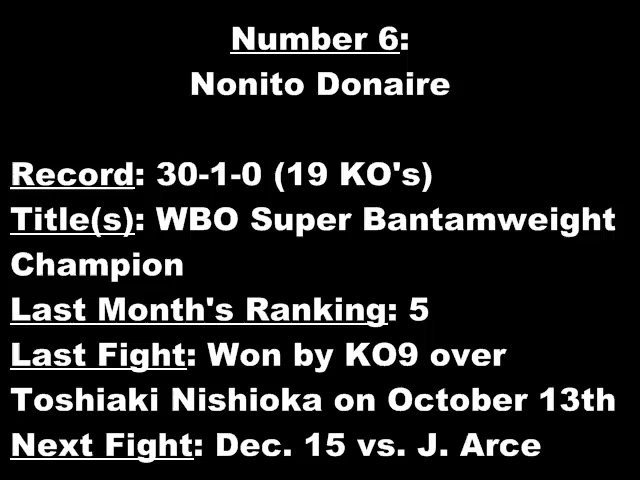 Number 6:
Nonito Donaire
Record: 30-1-0 (19 KO's)
Title(s): WBO Super Bantamweight
Champion
Last Month's Ranking: 5
Last Fight: Won by KO9 over
Toshiaki Nishioka on October 13th
Next Fight: Dec. 15 vs. J. Arce